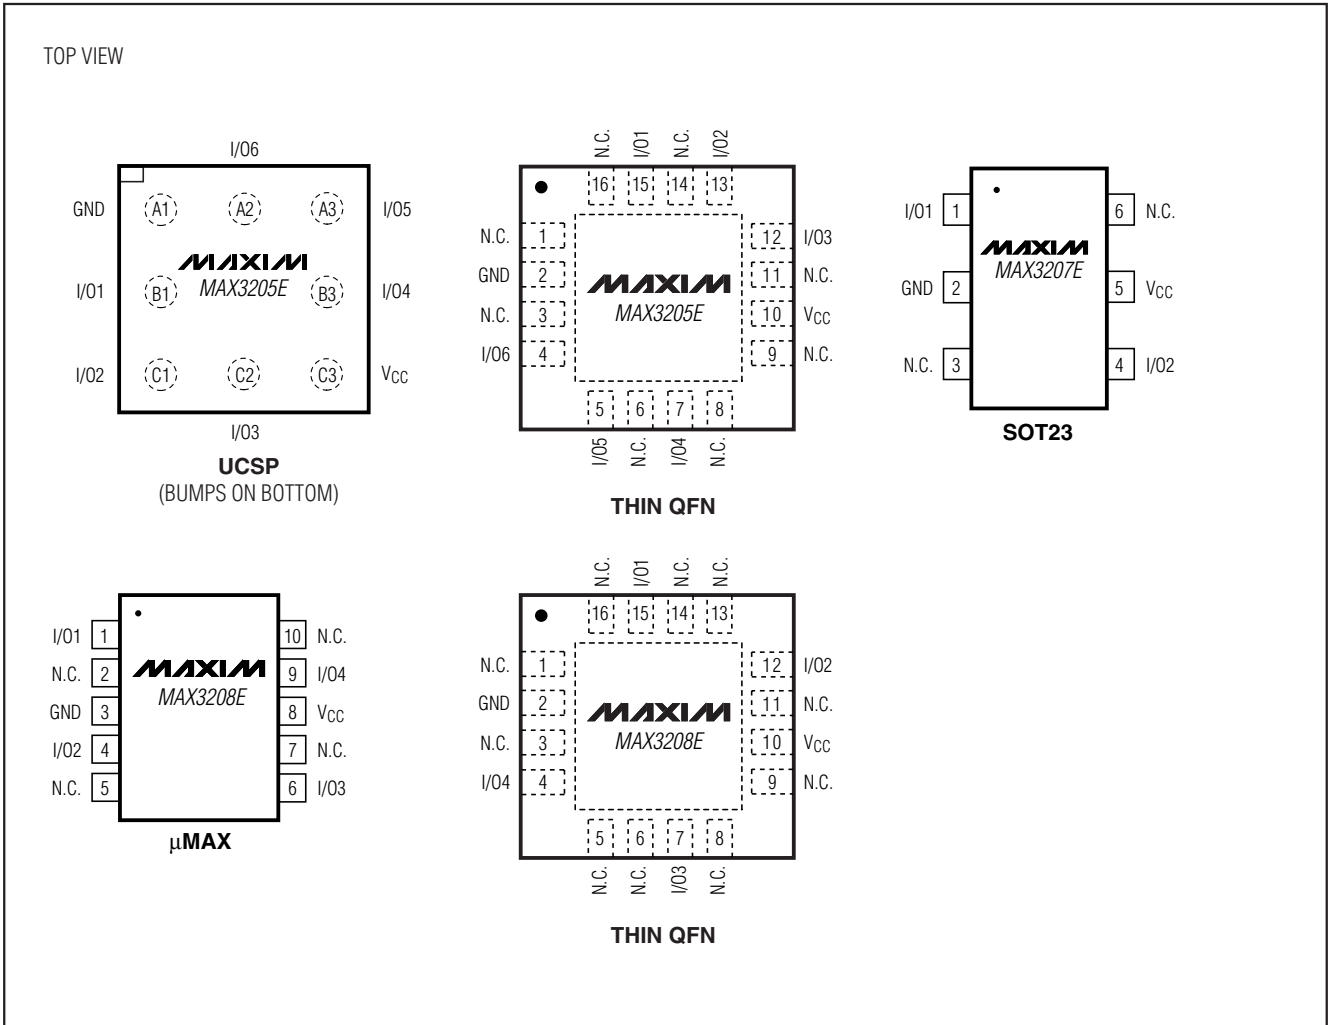 TOP VIEW
I/O6
GND A1 A2 A3 I/O5
MAXIM
MAX3205E
I/O1 B1 B3 I/O4
I/O2 C1 C2 C3 VCC
I/O3
UCSP
(BUMPS ON BOTTOM)
N.C. I/O1 N.C. I/O2
16 15 14 13
N.C. 1 12 I/O3
GND 2 11 N.C.
MAXIM
MAX3205E
N.C. 3 10 VCC
I/O6 4 9 N.C.
5 6 7 8
I/O5 N.C. I/O4 N.C.
THIN QFN
I/O1 1 6 N.C.
MAXIM
MAX3207E
GND 2 5 VCC
N.C. 3 4 I/O2
SOT23
I/O1 1 10 N.C.
N.C. 2 9 I/O4
MAXIM
MAX3208E
GND 3 8 VCC
I/O2 4 7 N.C.
N.C. 5 6 I/O3
µMAX
N.C. I/O1 N.C. N.C.
16 15 14 13
N.C. 1 12 I/O2
GND 2 11 N.C.
MAXIM
MAX3208E
N.C. 3 10 VCC
I/O4 4 9 N.C.
5 6 7 8
N.C. N.C. I/O3 N.C.
THIN QFN